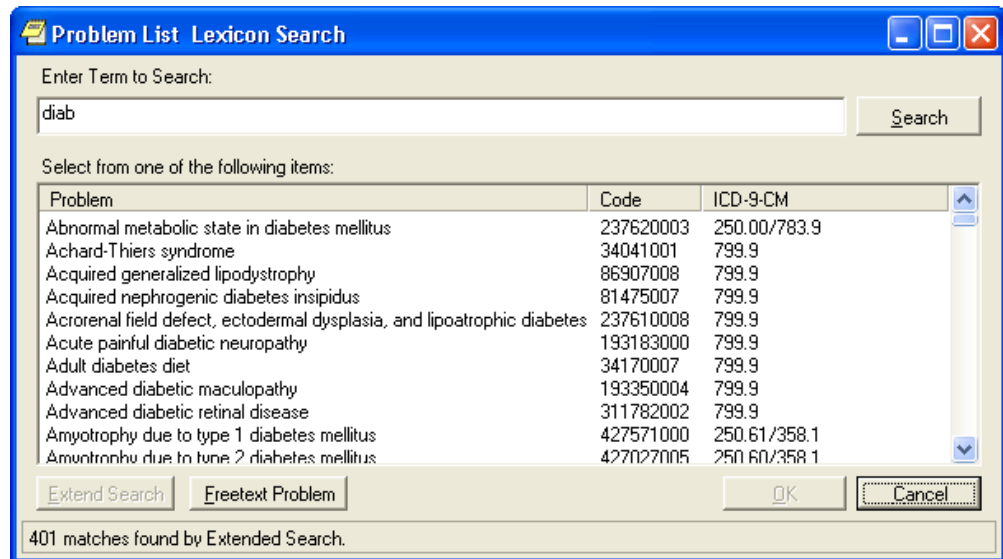 Problem List  Lexicon Search
Enter Term to Search:
diab
Search
Select from one of the following items:
Problem Code ICD-9-CM
Abnormal metabolic state in diabetes mellitus 237620003 250.00/783.9
Achard-Thiers syndrome 34041001 799.9
Acquired generalized lipodystrophy 86907008 799.9
Acquired nephrogenic diabetes insipidus 81475007 799.9
Acrorenal field defect, ectodermal dysplasia, and lipoatrophic diabetes 237610008 799.9
Acute painful diabetic neuropathy 193183000 799.9
Adult diabetes diet 34170007 799.9
Advanced diabetic maculopathy 193350004 799.9
Advanced diabetic retinal disease 311782002 799.9
Amyotrophy due to type 1 diabetes mellitus 427571000 250.61/358.1
Amyotrophy due to type 2 diabetes mellitus 427027005 250.60/358.1
Extend Search Freetext Problem OK Cancel
401 matches found by Extended Search.